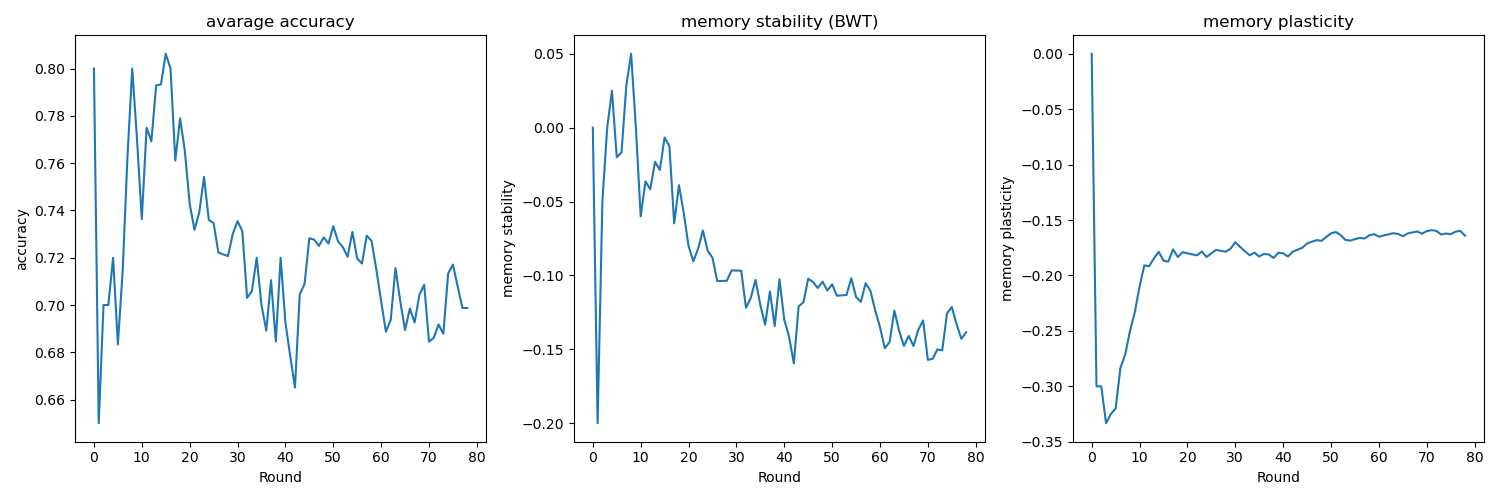 avarage accuracy
accuracy
0.80
0.78
0.76
0.74
0.72
0.70
0.68
0.66
0 10 20 30 40 50 60 70 80
Round
memory stability (BWT)
memory stability
0.05
0.00
−0.05
−0.10
−0.15
−0.20
0 10 20 30 40 50 60 70 80
Round
memory plasticity
memory plasticity
0.00
−0.05
−0.10
−0.15
−0.20
−0.25
−0.30
−0.35
0 10 20 30 40 50 60 70 80
Round